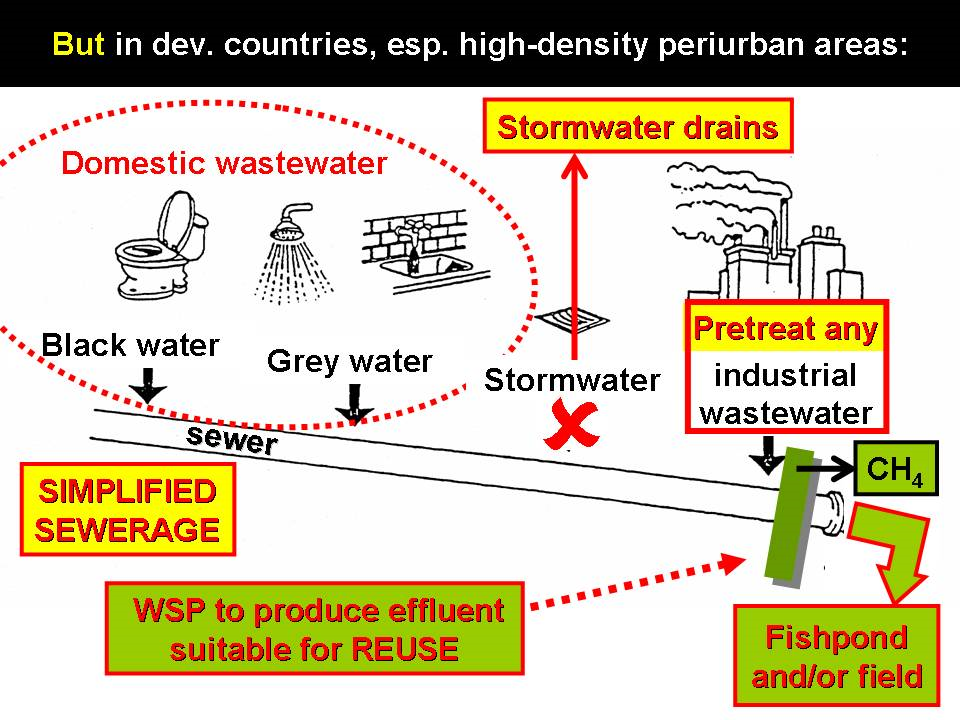 But in dev. countries, esp. high-density periurban areas:
Stormwater drains
Domestic wastewater
Black water
Grey water
Stormwater
Pretreat any
industrial
wastewater
sewer
CH₄
SIMPLIFIED
SEWERAGE
WSP to produce effluent
suitable for REUSE
Fishpond
and/or field